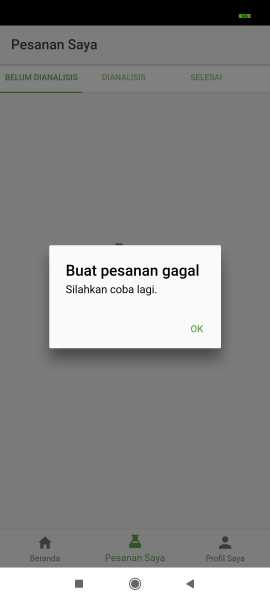 Pesanan Saya
BELUM DIANALISIS DIANALISIS SELESAI
Buat pesanan gagal
Silahkan coba lagi.
OK
Beranda Pesanan Saya Profil Saya